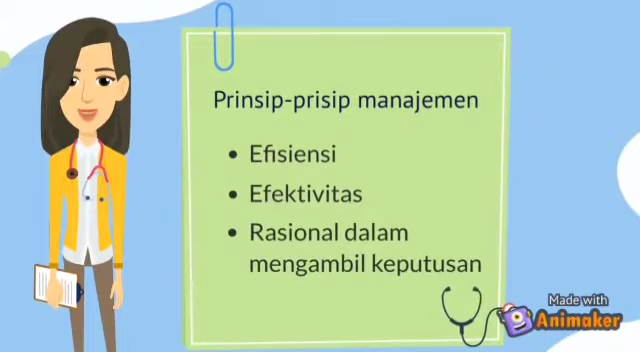 Prinsip-prisip manajemen
• Efisiensi
• Efektivitas
• Rasional dalam
mengambil keputusan
Made with
Animaker